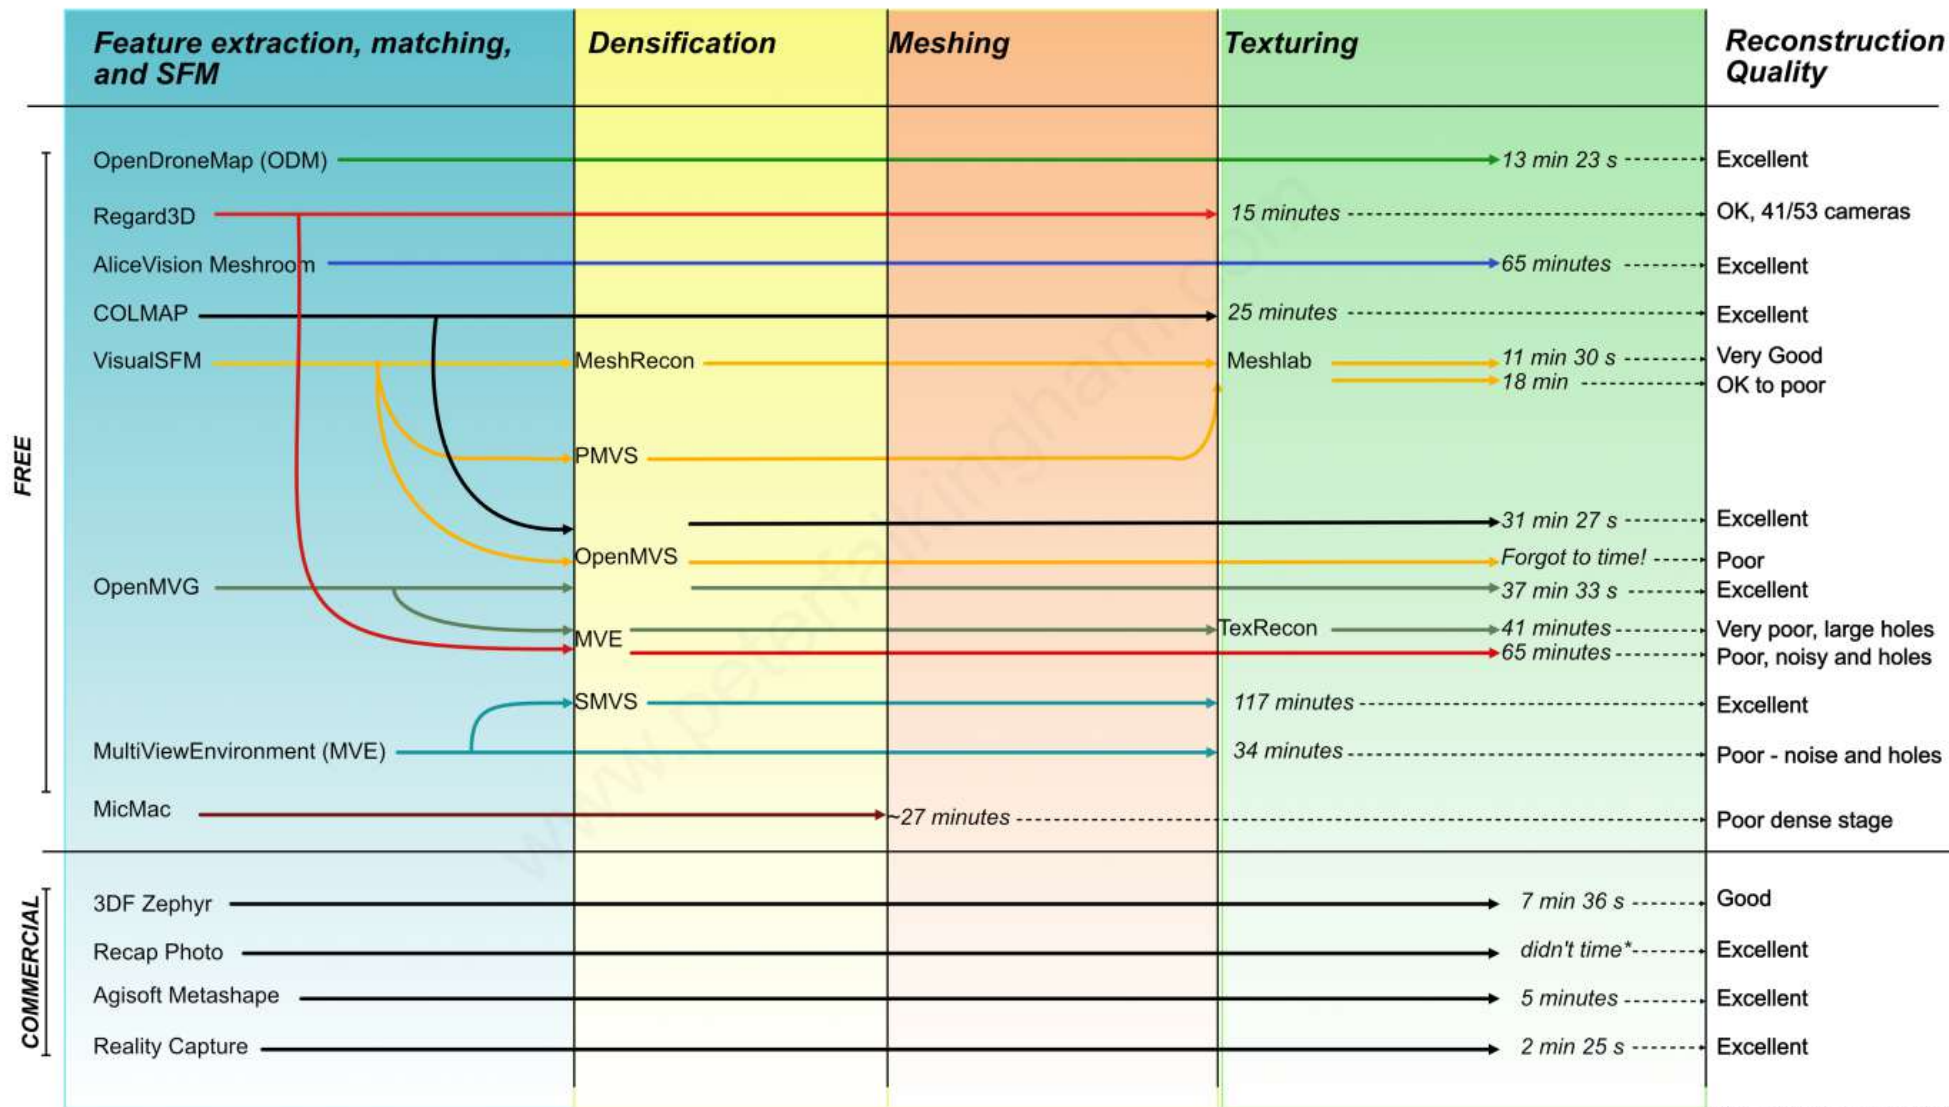 Feature extraction, matching,
and SFM
Densification
Meshing
Texturing
Reconstruction
Quality
FREE
OpenDroneMap (ODM) 13 min 23 s Excellent
Regard3D 15 minutes OK, 41/53 cameras
AliceVision Meshroom 65 minutes Excellent
COLMAP 25 minutes Excellent
VisualSFM MeshRecon Meshlab 11 min 30 s Very Good
18 min OK to poor
PMVS
31 min 27 s Excellent
OpenMVS Forgot to time! Poor
OpenMVG 37 min 33 s Excellent
MVE TexRecon 41 minutes Very poor, large holes
65 minutes Poor, noisy and holes
SMVS 117 minutes Excellent
MultiViewEnvironment (MVE) 34 minutes Poor - noise and holes
MicMac ~27 minutes Poor dense stage
COMMERCIAL
3DF Zephyr 7 min 36 s Good
Recap Photo didn't time* Excellent
Agisoft Metashape 5 minutes Excellent
Reality Capture 2 min 25 s Excellent
www.peterfalkingham.com